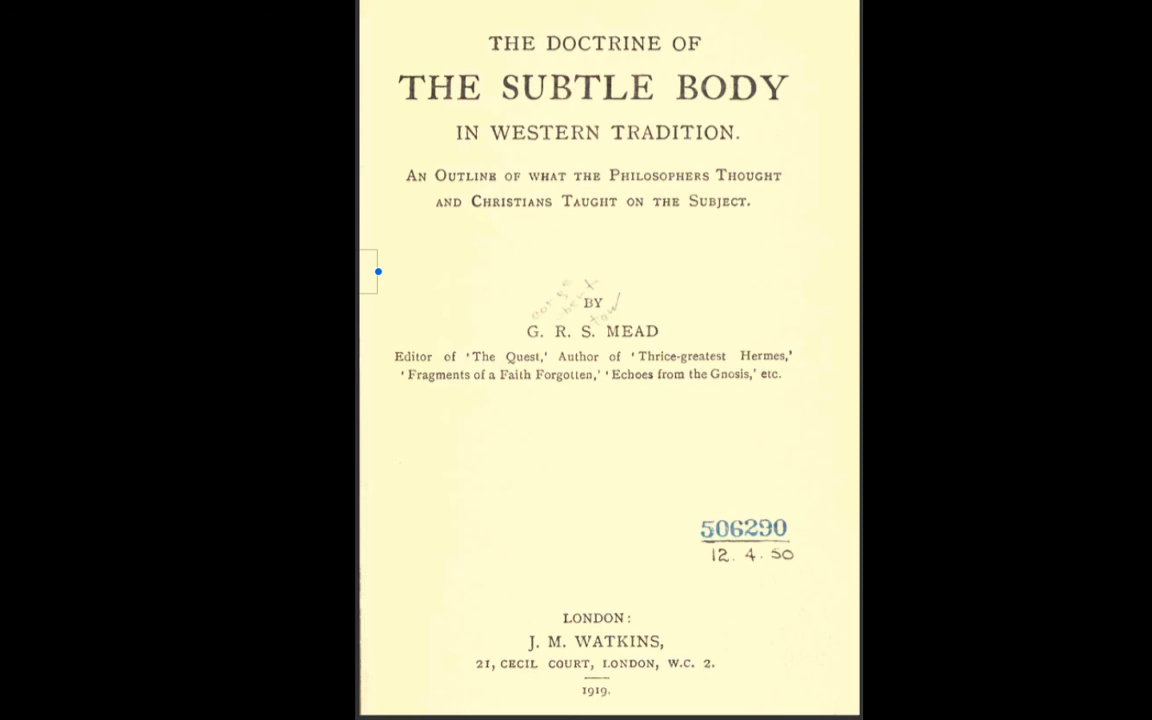 THE DOCTRINE OF
THE SUBTLE BODY
IN WESTERN TRADITION.
AN OUTLINE OF WHAT THE PHILOSOPHERS THOUGHT
AND CHRISTIANS TAUGHT ON THE SUBJECT.
BY
G. R. S. MEAD
Editor of 'The Quest,' Author of 'Thrice-greatest Hermes,'
'Fragments of a Faith Forgotten,' 'Echoes from the Gnosis,' etc.
506290
12. 4. 50
LONDON:
J. M. WATKINS,
21, CECIL COURT, LONDON, W.C. 2.
1919.